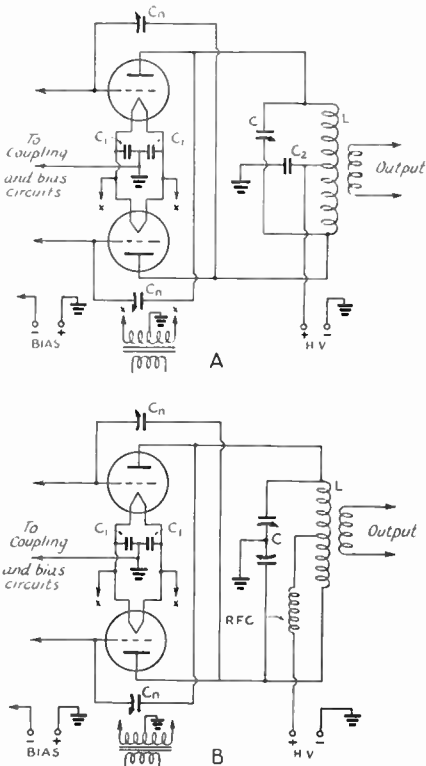 Cn
To
Coupling
and bias
circuits
C1 C1
C L
C2
Output
x x
Cn
x x
- +
BIAS
A
+ -
HV
Cn
To
Coupling
and bias
circuits
C1 C1
C L
Output
x x
RFC
Cn
- +
BIAS
B
+ -
HV